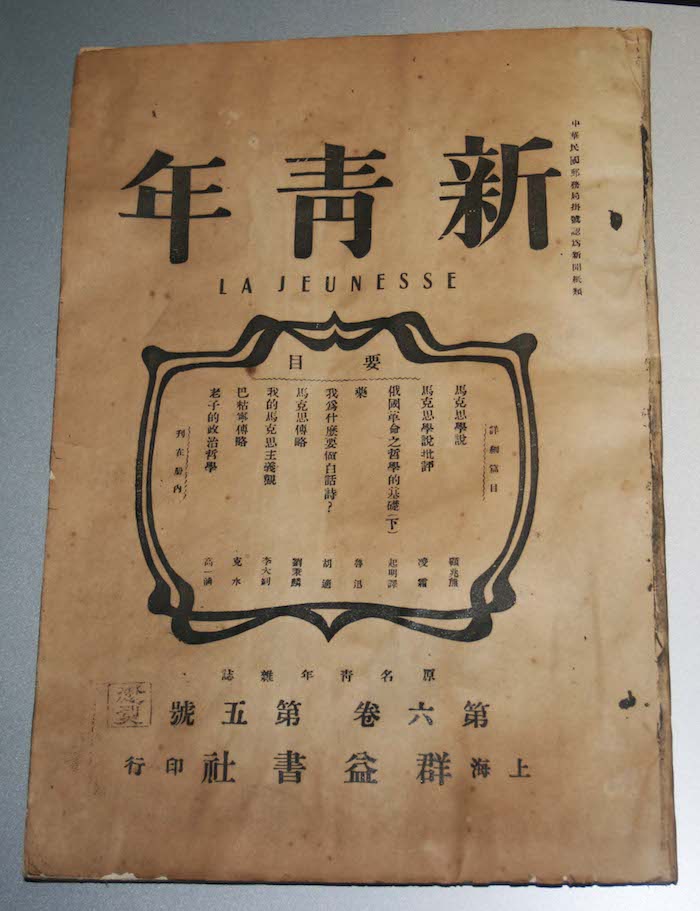 中華民國郵務局掛號認爲新聞紙類
新青年
LA JEUNESSE
要目
詳細篇目
馬克思學說 顧兆熊
馬克思學說批評 凌霜
俄國革命之哲學的基礎(下) 起明譯
藥 魯迅
我爲什麼要做白話詩? 胡適
馬克思傳略 劉秉麟
我的馬克思主義觀 李大釗
巴枯寧傳略 克水
老子的政治哲學 高一涵
刊在册內
原名青年雜誌
第六卷第五號
上海群益書社印行